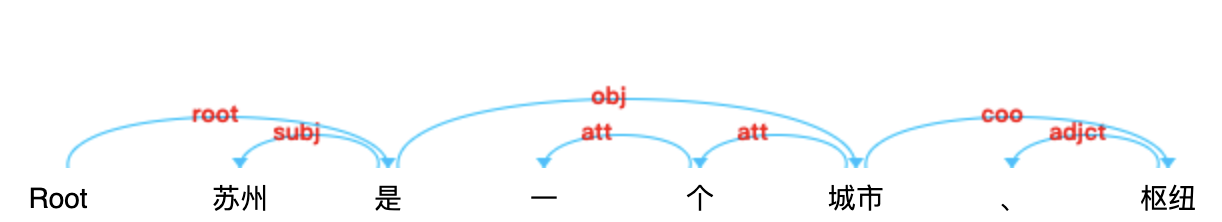 obj
root coo
subj att att adjct
Root 苏州 是 一 个 城市 、 枢纽